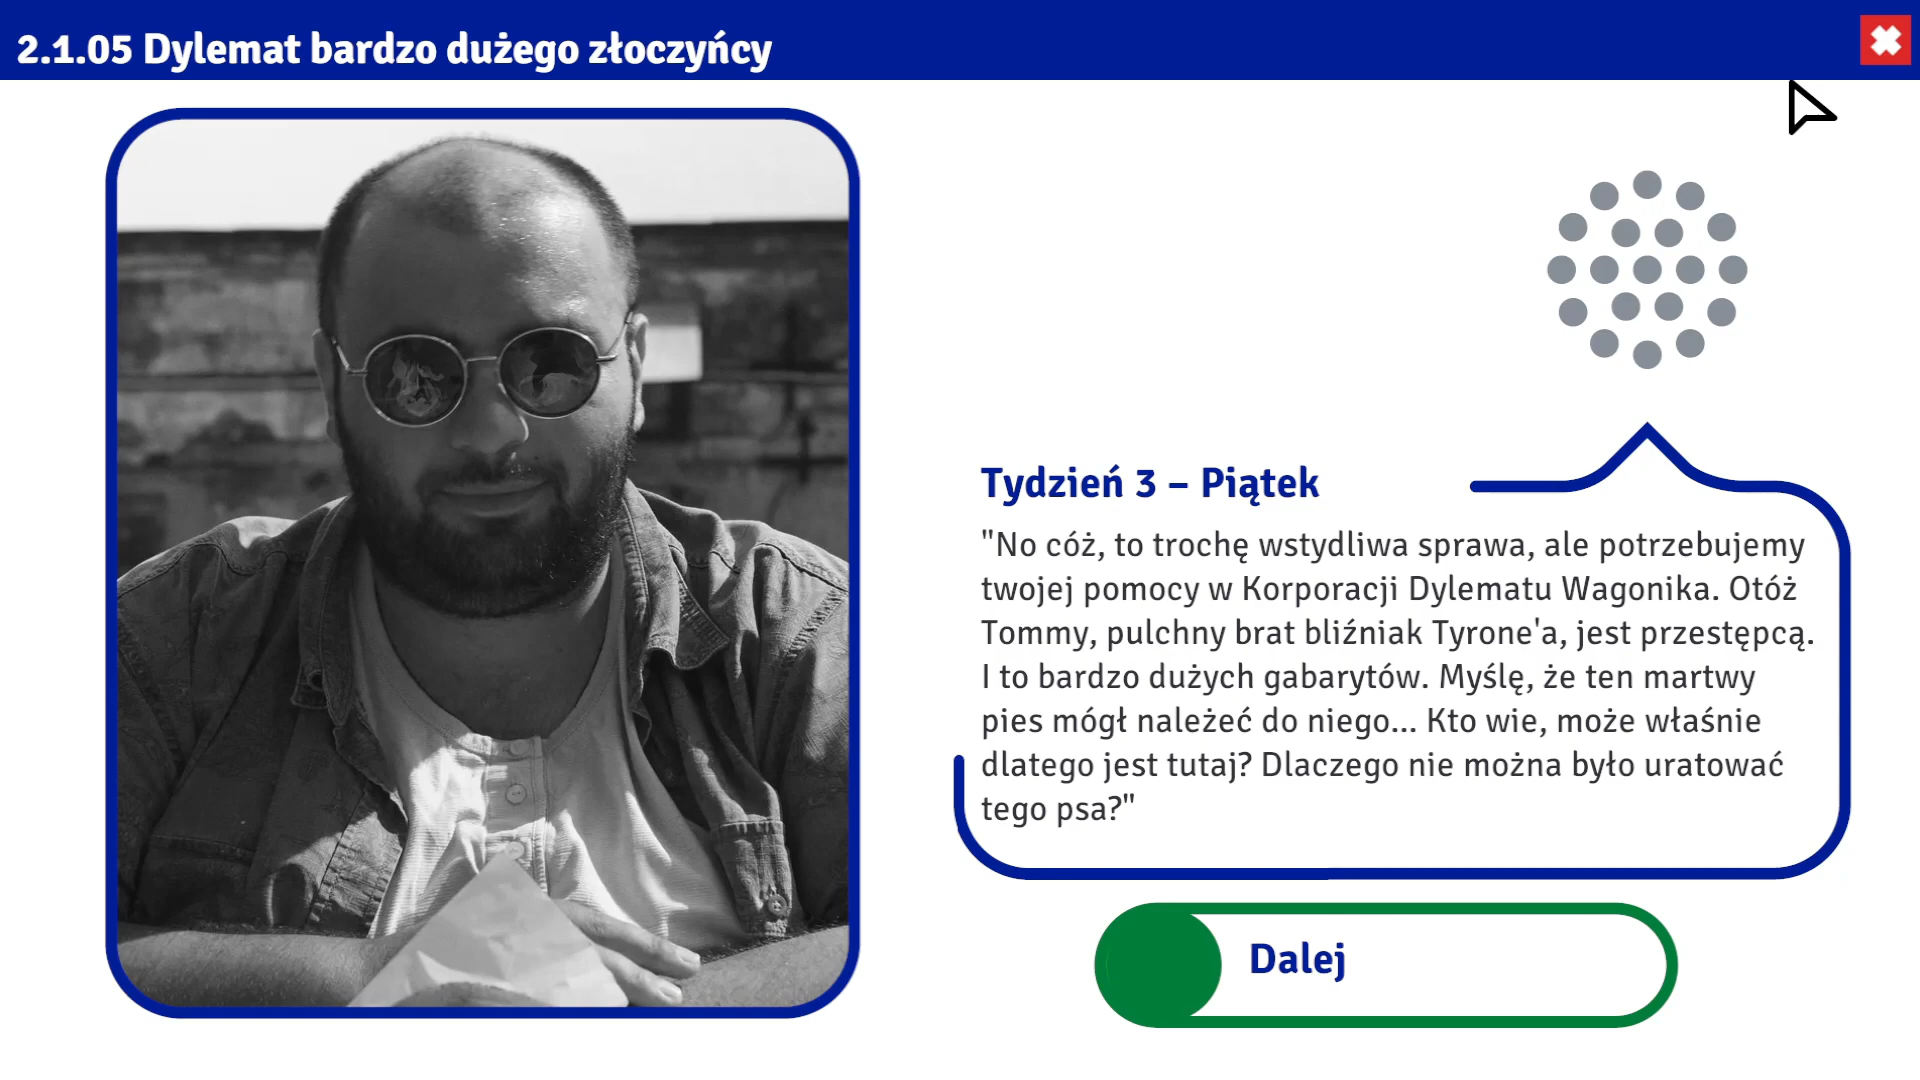 2.1.05 Dylemat bardzo dużego złoczyńcy
Tydzień 3 – Piątek
"No cóż, to trochę wstydliwa sprawa, ale potrzebujemy
twojej pomocy w Korporacji Dylematu Wagonika. Otóż
Tommy, pulchny brat bliźniak Tyrone'a, jest przestępcą.
I to bardzo dużych gabarytów. Myślę, że ten martwy
pies mógł należeć do niego... Kto wie, może właśnie
dlatego jest tutaj? Dlaczego nie można było uratować
tego psa?"
Dalej